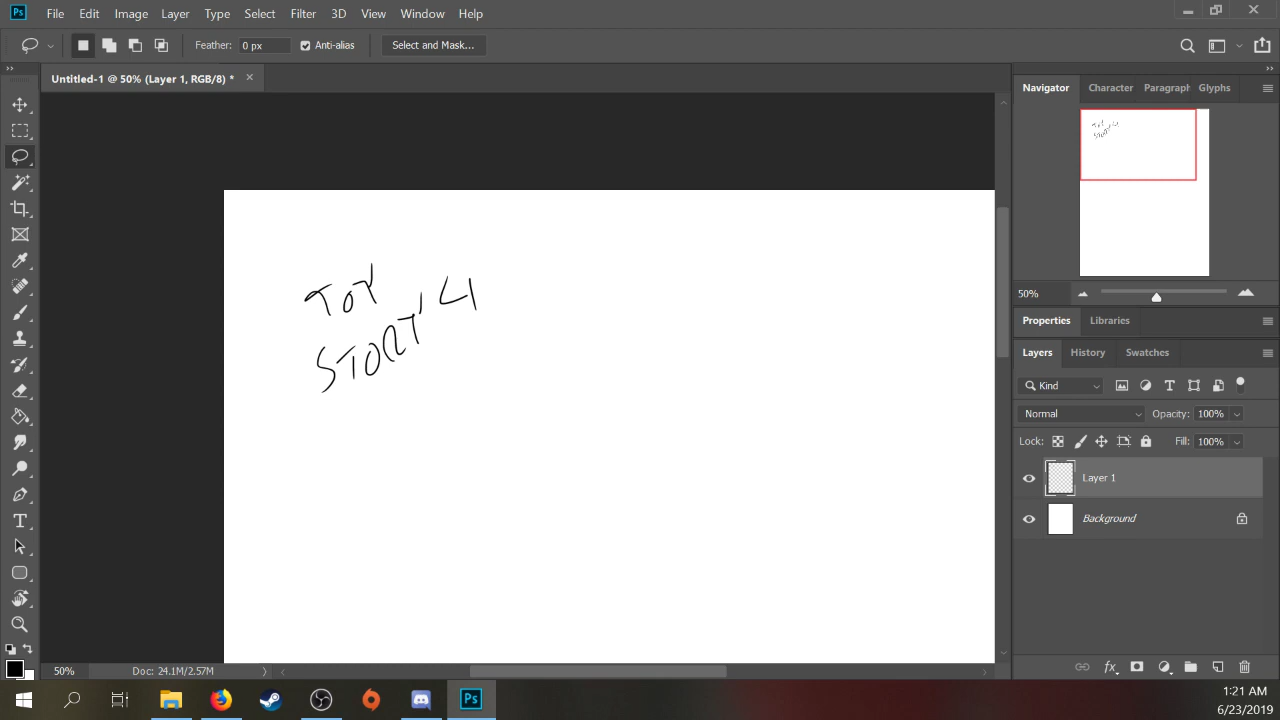 Ps File Edit Image Layer Type Select Filter 3D View Window Help
Feather: 0 px Anti-alias Select and Mask...
Untitled-1 @ 50% (Layer 1, RGB/8) *
TOY
STORY 4
50% Doc: 24.1M/2.57M
Navigator Character Paragraph Glyphs
50%
Properties Libraries
Layers History Swatches
Kind
Normal Opacity: 100%
Lock: Fill: 100%
Layer 1
Background
Ps 1:21 AM
6/23/2019